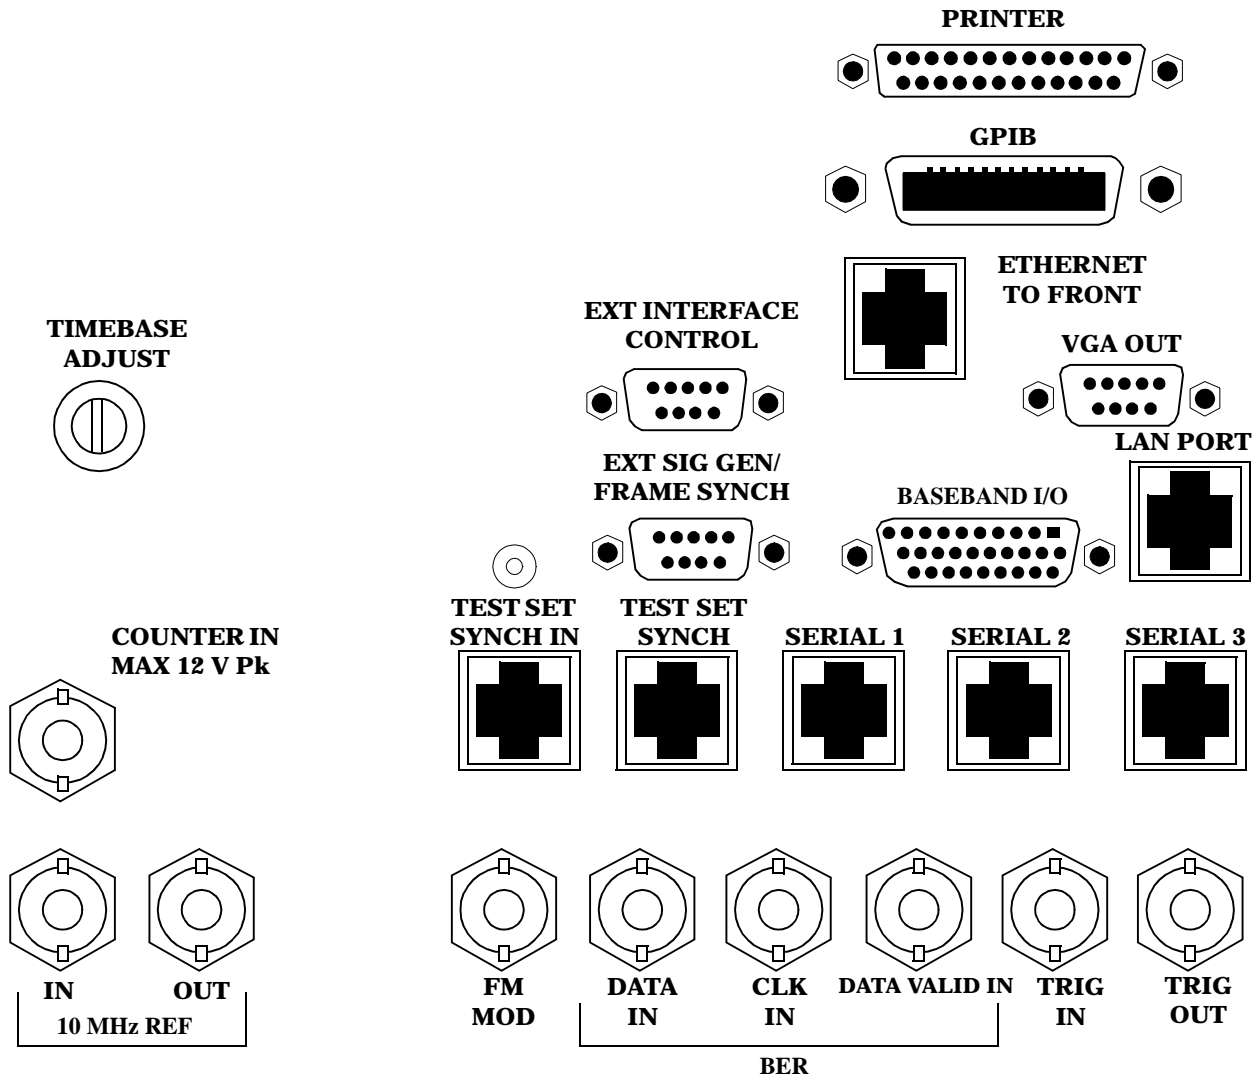 PRINTER
GPIB
ETHERNET
TO FRONT
EXT INTERFACE
CONTROL
TIMEBASE
ADJUST
VGA OUT
LAN PORT
EXT SIG GEN/
FRAME SYNCH
BASEBAND I/O
TEST SET
SYNCH IN
TEST SET
SYNCH
SERIAL 1
SERIAL 2
SERIAL 3
COUNTER IN
MAX 12 V Pk
IN
OUT
10 MHz REF
FM
MOD
DATA
IN
CLK
IN
DATA VALID IN
TRIG
IN
TRIG
OUT
BER